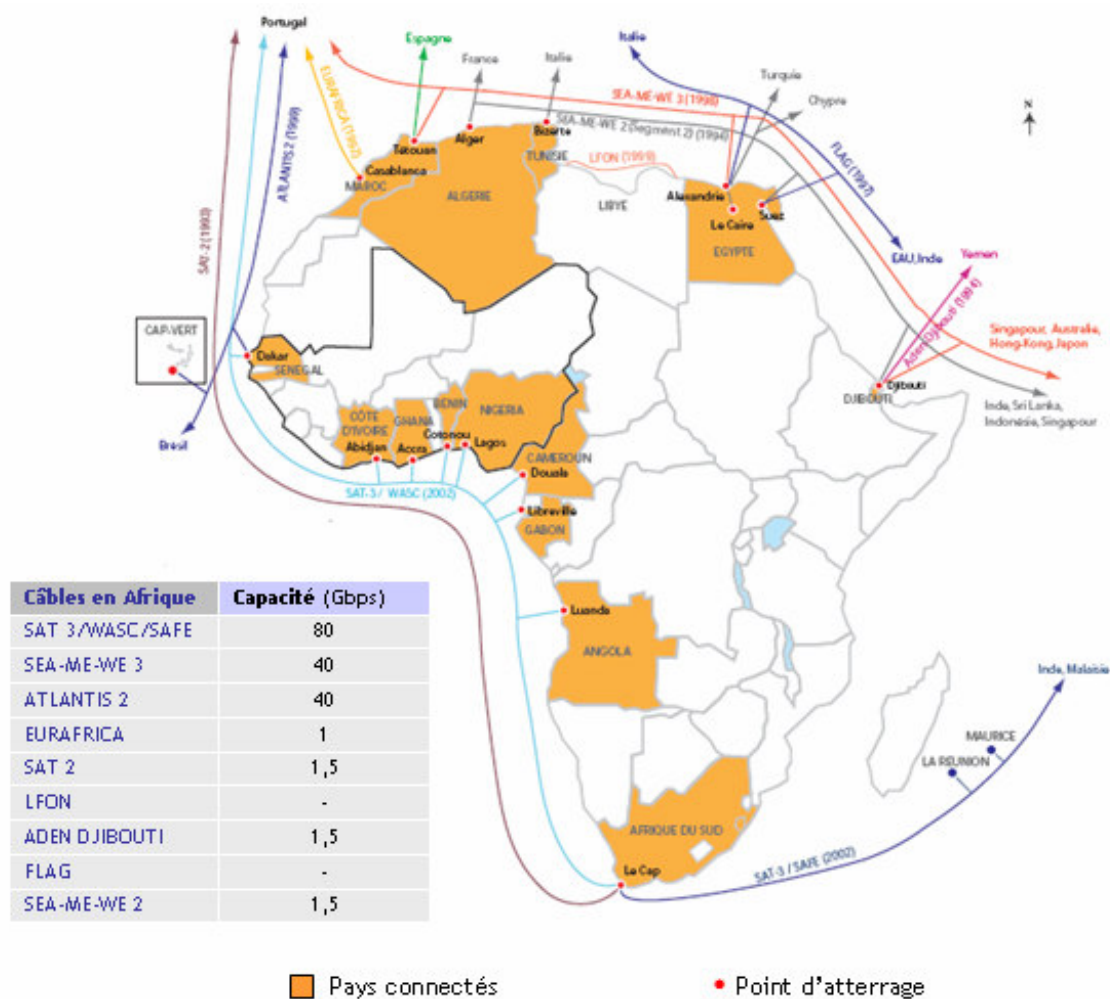 Portugal
Espagne
Italie
France
Italie
Turquie
Chypre
N
EURAFRICA (1992)
SEA-ME-WE 3 (1998)
SEA-ME-WE 2 (Segment 2) (1994)
ATLANTIS 2 (1999)
SAT-2 (1993)
FLAG (1997)
LFON (1999)
Tétouan
Alger
Bizerte
TUNISIE
Casablanca
MAROC
ALGERIE
LIBYE
Alexandrie
Le Caire
Suez
EGYPTE
EAU, Inde
Yemen
Aden Djibouti (1994)
Singapour, Australie,
Hong-Kong, Japon
CAP-VERT
Dakar
SENEGAL
Djibouti
DJIBOUTI
Inde, Sri Lanka,
Indonésie, Singapour
Brésil
CÔTE
D'IVOIRE
GHANA
BENIN
NIGERIA
Abidjan
Accra
Cotonou
Lagos
CAMEROUN
Douala
SAT-3 / WASC (2002)
Libreville
GABON
Luanda
ANGOLA
Inde, Malaisie
MAURICE
LA REUNION
AFRIQUE DU SUD
Le Cap
SAT-3 / SAFE (2002)
Câbles en Afrique Capacité (Gbps)
SAT 3/WASC/SAFE 80
SEA-ME-WE 3 40
ATLANTIS 2 40
EURAFRICA 1
SAT 2 1,5
LFON -
ADEN DJIBOUTI 1,5
FLAG -
SEA-ME-WE 2 1,5
Pays connectés
Point d'atterrage